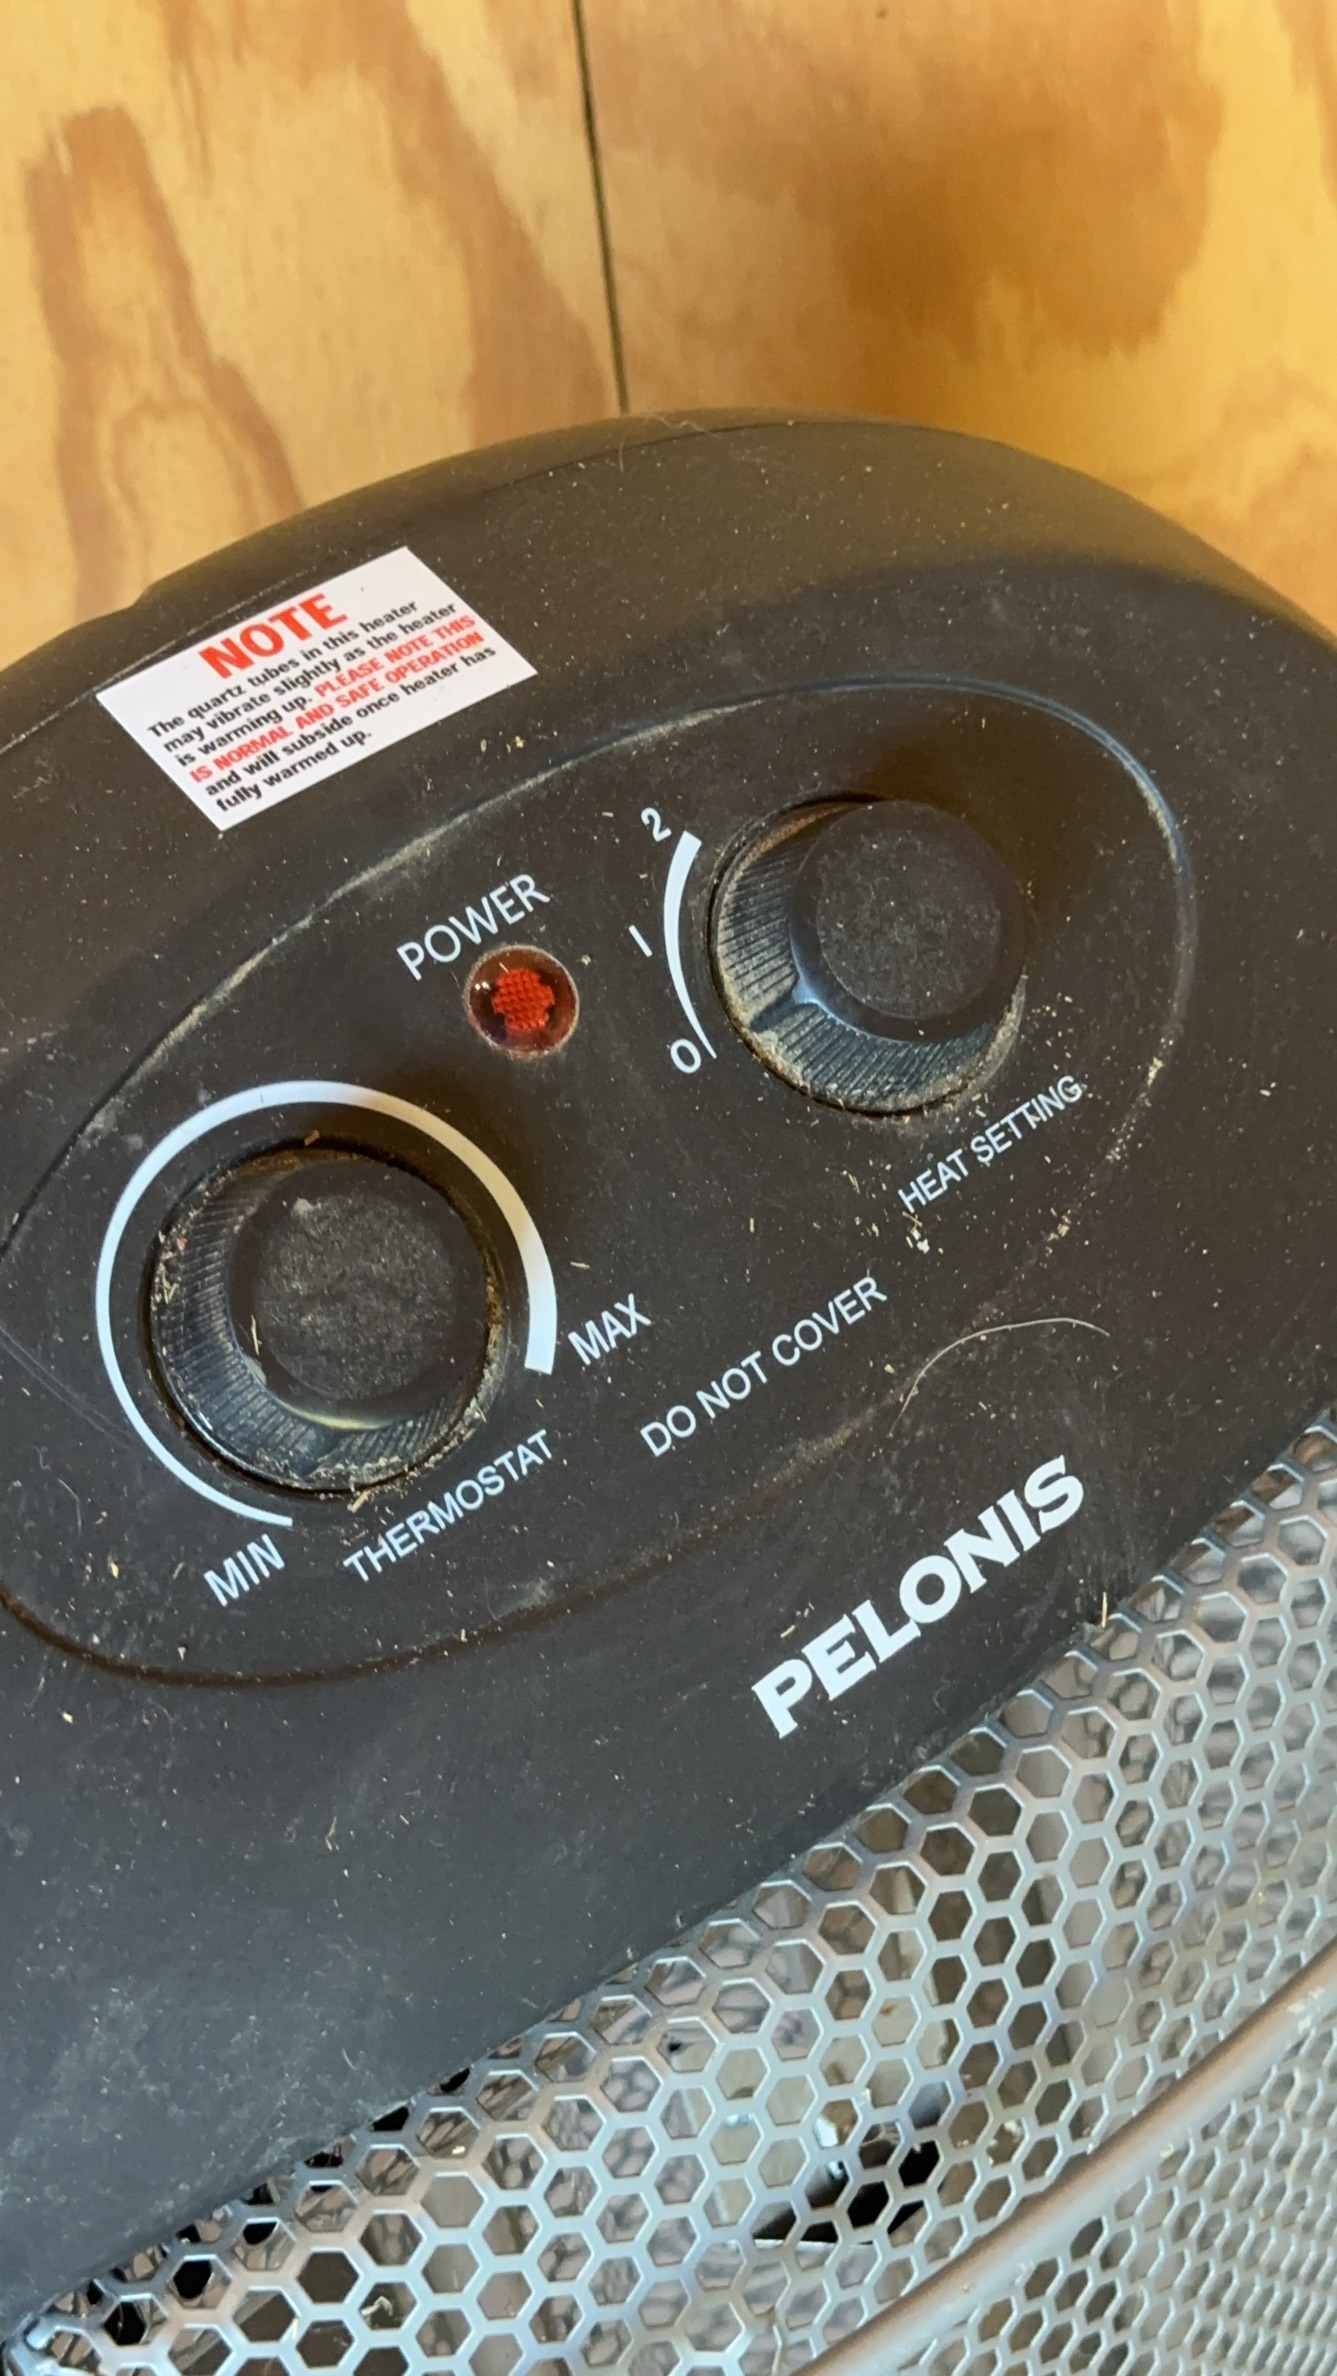 NOTE
The quartz tubes in this heater
may vibrate slightly as the heater
is warming up. PLEASE NOTE THIS
IS NORMAL AND SAFE OPERATION
and will subside once heater has
fully warmed up.
POWER
2
1
0
HEAT SETTING
MAX
MIN
THERMOSTAT
DO NOT COVER
PELONIS